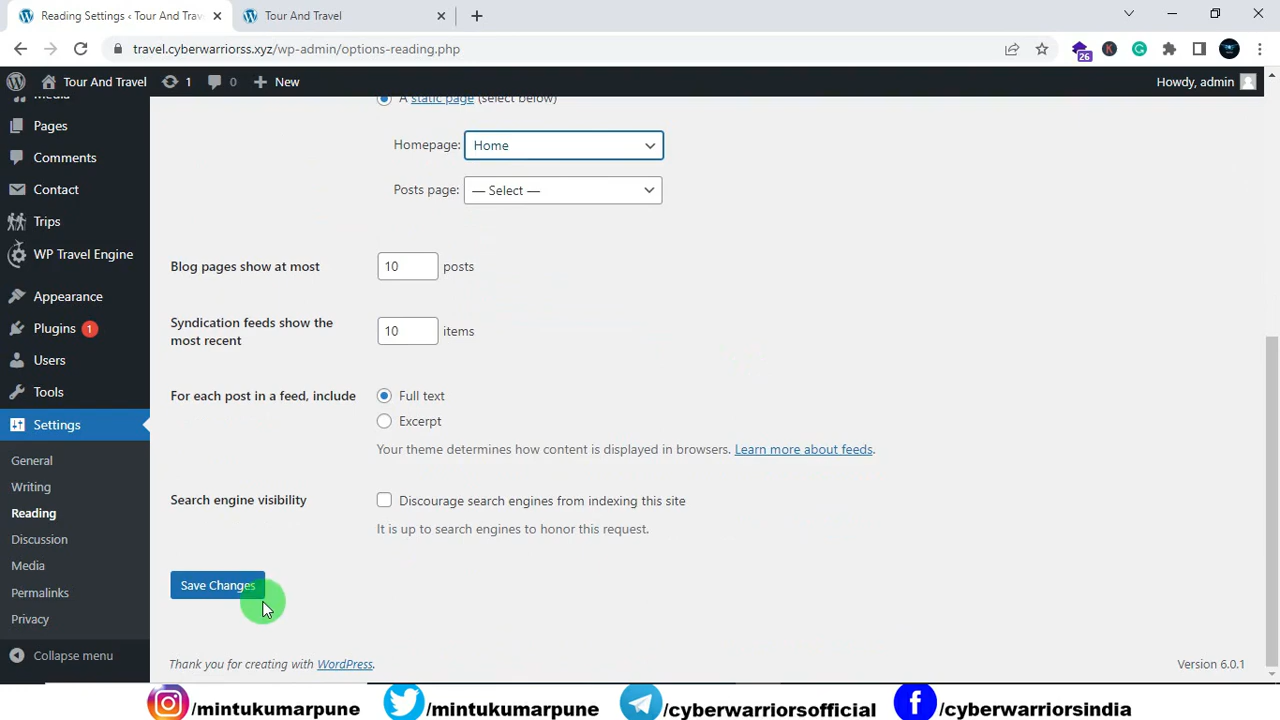 Reading Settings ‹ Tour And Trav
Tour And Travel
travel.cyberwarriorss.xyz/wp-admin/options-reading.php
26
K
Tour And Travel
1
0
New
Howdy, admin
Media
Pages
Comments
Contact
Trips
WP Travel Engine
Appearance
Plugins 1
Users
Tools
Settings
General
Writing
Reading
Discussion
Media
Permalinks
Privacy
Collapse menu
A static page (select below)
Homepage: Home
Posts page: — Select —
Blog pages show at most 10 posts
Syndication feeds show the most recent 10 items
For each post in a feed, include
Full text
Excerpt
Your theme determines how content is displayed in browsers. Learn more about feeds.
Search engine visibility
Discourage search engines from indexing this site
It is up to search engines to honor this request.
Save Changes
Thank you for creating with WordPress.
Version 6.0.1
/mintukumarpune
/mintukumarpune
/cyberwarriorsofficial
/cyberwarriorsindia